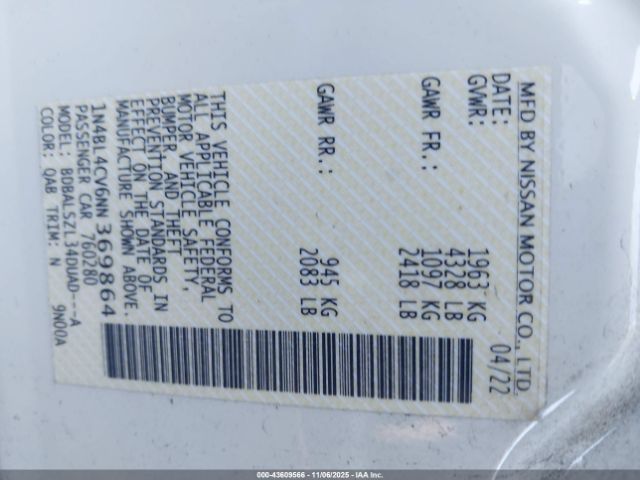 MFD BY NISSAN MOTOR CO., LTD.
DATE: 04/22
GVWR: 1963 KG
4328 LB
GAWR FR.: 1097 KG
2418 LB
GAWR RR.: 945 KG
2083 LB
THIS VEHICLE CONFORMS TO
ALL APPLICABLE FEDERAL
MOTOR VEHICLE SAFETY,
BUMPER, AND THEFT
PREVENTION STANDARDS IN
EFFECT ON THE DATE OF
MANUFACTURE SHOWN ABOVE.
1N4BL4CV6NN369864
PASSENGER CAR 760280
MODEL: BDBALSZL34DUAD---A
COLOR: QAB TRIM: N 9N00A
000-43609566 - 11/06/2025 - IAA Inc.